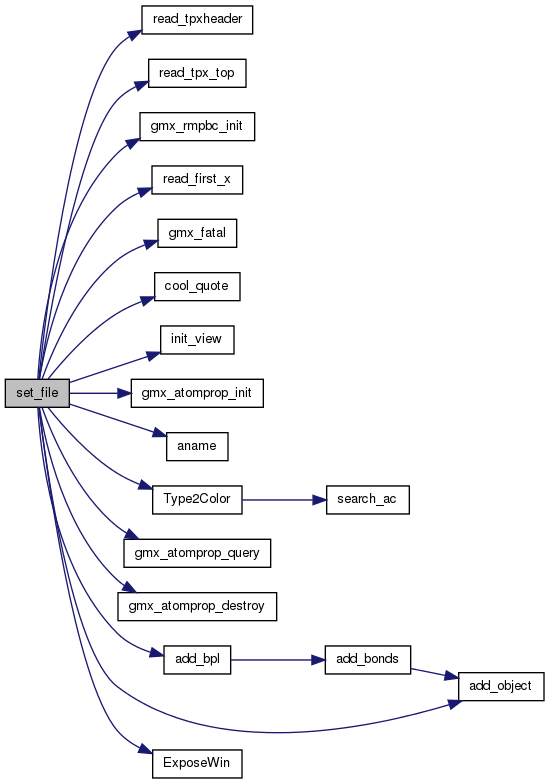 read_tpxheader
read_tpx_top
gmx_rmpbc_init
read_first_x
gmx_fatal
cool_quote
init_view
set_file
gmx_atomprop_init
aname
Type2Color
search_ac
gmx_atomprop_query
gmx_atomprop_destroy
add_bpl
add_bonds
add_object
ExposeWin